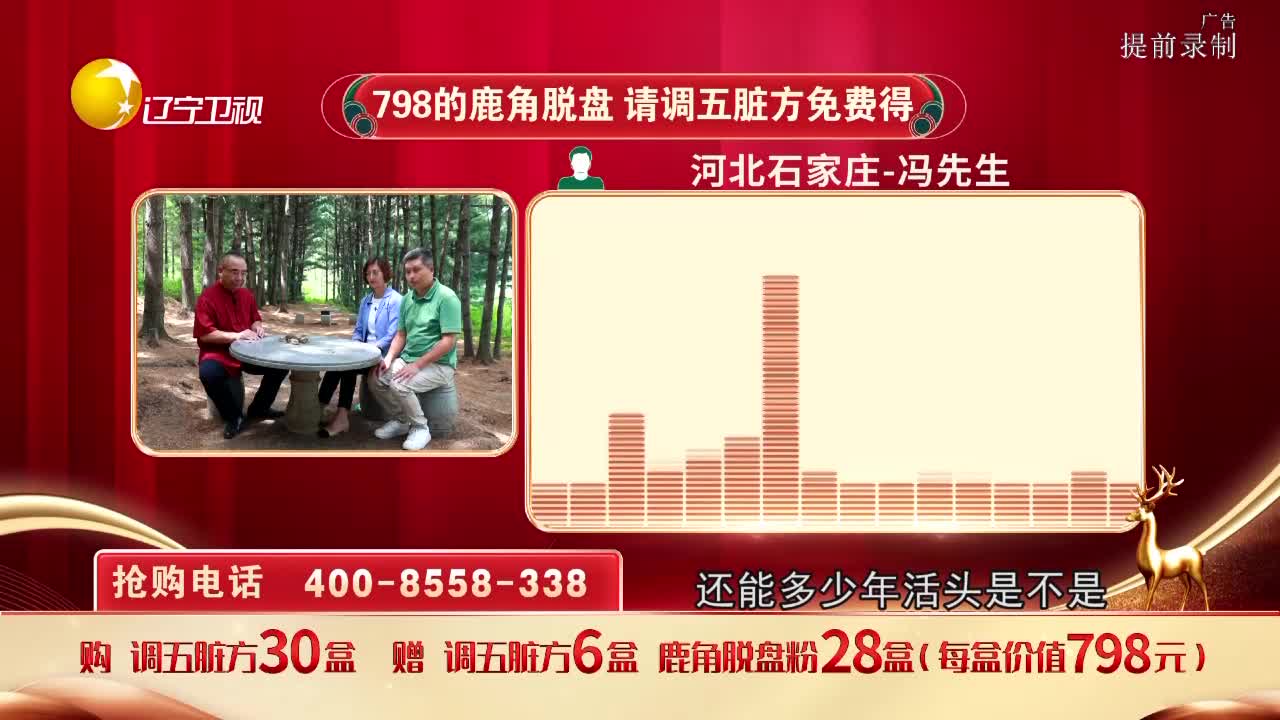 广告
提前录制
辽宁卫视
798的鹿角脱盘 请调五脏方免费得
河北石家庄-冯先生
抢购电话 400-8558-338
还能多少年活头是不是
购 调五脏方30盒 赠 调五脏方6盒 鹿角脱盘粉28盒(每盒价值798元)